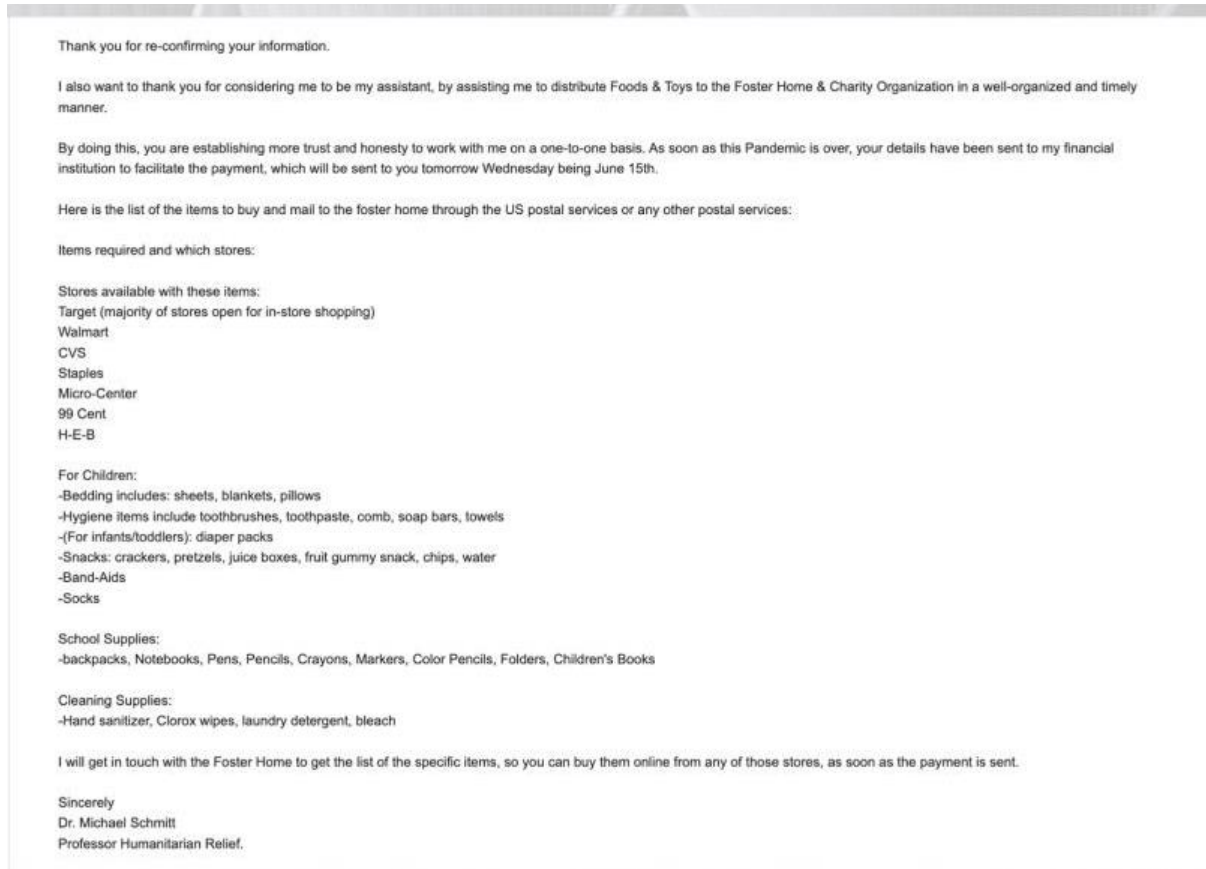 Thank you for re-confirming your information.
I also want to thank you for considering me to be my assistant, by assisting me to distribute Foods & Toys to the Foster Home & Charity Organization in a well-organized and timely
manner.
By doing this, you are establishing more trust and honesty to work with me on a one-to-one basis. As soon as this Pandemic is over, your details have been sent to my financial
institution to facilitate the payment, which will be sent to you tomorrow Wednesday being June 15th.
Here is the list of the items to buy and mail to the foster home through the US postal services or any other postal services:
Items required and which stores:
Stores available with these items:
Target (majority of stores open for in-store shopping)
Walmart
CVS
Staples
Micro-Center
99 Cent
H-E-B
For Children:
-Bedding includes: sheets, blankets, pillows
-Hygiene items include toothbrushes, toothpaste, comb, soap bars, towels
-(For infants/toddlers): diaper packs
-Snacks: crackers, pretzels, juice boxes, fruit gummy snack, chips, water
-Band-Aids
-Socks
School Supplies:
-backpacks, Notebooks, Pens, Pencils, Crayons, Markers, Color Pencils, Folders, Children's Books
Cleaning Supplies:
-Hand sanitizer, Clorox wipes, laundry detergent, bleach
I will get in touch with the Foster Home to get the list of the specific items, so you can buy them online from any of those stores, as soon as the payment is sent.
Sincerely
Dr. Michael Schmitt
Professor Humanitarian Relief.